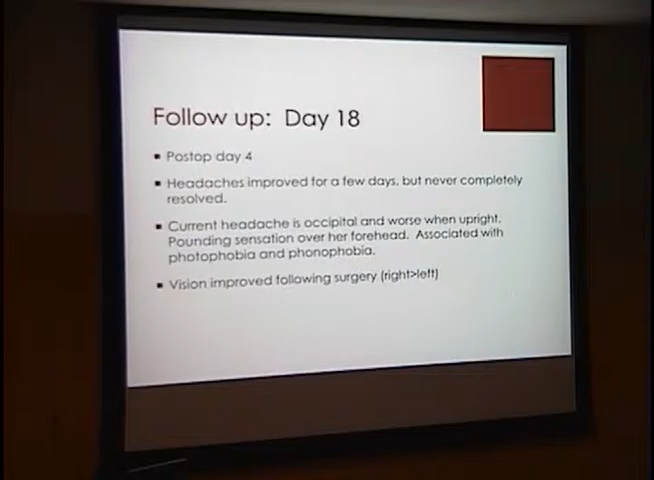 Follow up: Day 18
Postop day 4
Headaches improved for a few days, but never completely
resolved.
Current headache is occipital and worse when upright.
Pounding sensation over her forehead. Associated with
photophobia and phonophobia.
Vision improved following surgery (right>left)